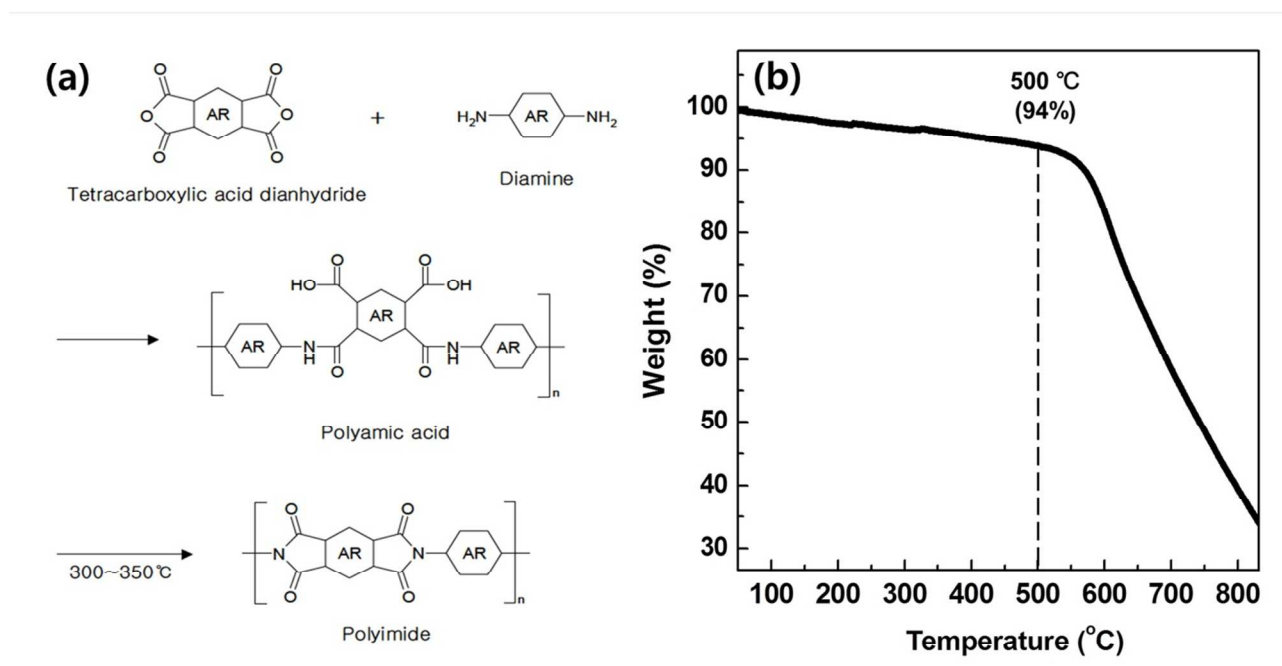 (a)
O
O
O
AR
O
O
O
+
H₂N
AR
NH₂
Tetracarboxylic acid dianhydride
Diamine
O
O
HO
OH
AR
AR
N
H
O
O
N
H
AR
n
Polyamic acid
300~350℃
O
O
N
AR
N
AR
O
O
n
Polyimide
(b)
500 ℃
(94%)
100
90
80
70
60
50
40
30
Weight (%)
100 200 300 400 500 600 700 800
Temperature (°C)